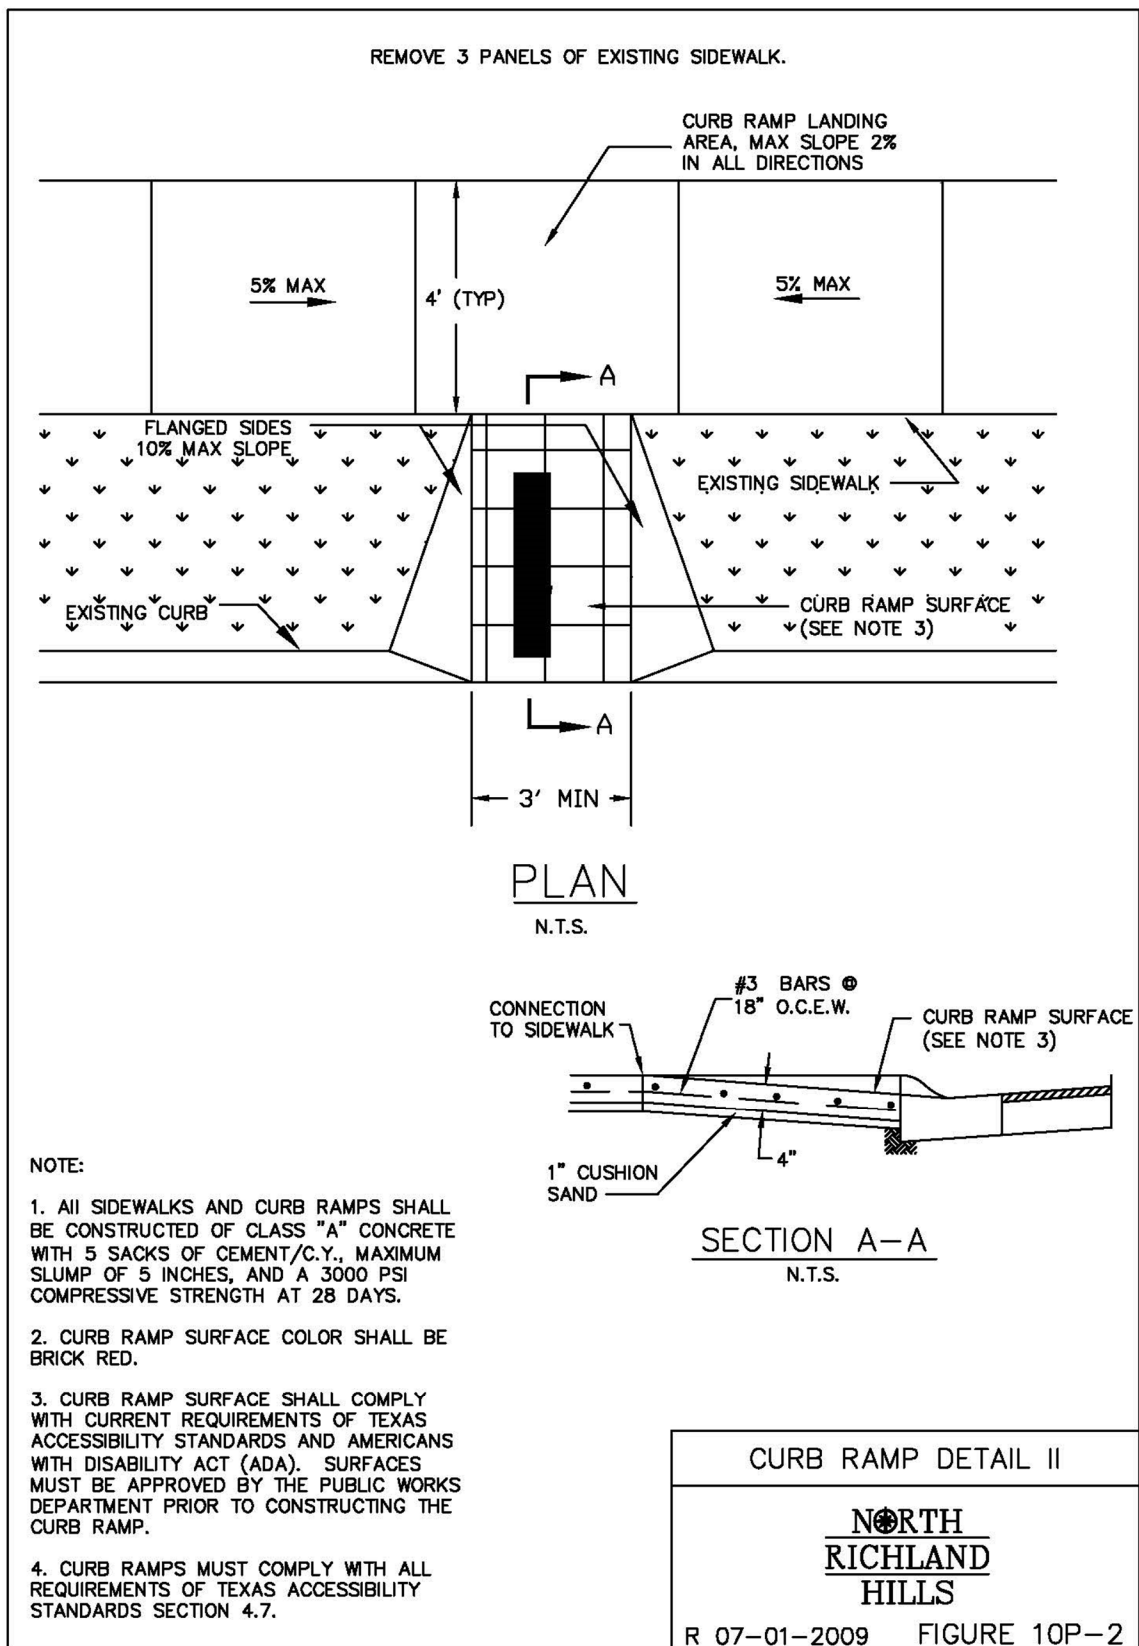 REMOVE 3 PANELS OF EXISTING SIDEWALK.
CURB RAMP LANDING
AREA, MAX SLOPE 2%
IN ALL DIRECTIONS
5% MAX
4' (TYP)
5% MAX
A
FLANGED SIDES
10% MAX SLOPE
EXISTING SIDEWALK
EXISTING CURB
CURB RAMP SURFACE
(SEE NOTE 3)
A
3' MIN
PLAN
N.T.S.
#3 BARS @
18" O.C.E.W.
CONNECTION
TO SIDEWALK
CURB RAMP SURFACE
(SEE NOTE 3)
4"
1" CUSHION
SAND
SECTION A-A
N.T.S.
NOTE:
1. All SIDEWALKS AND CURB RAMPS SHALL
BE CONSTRUCTED OF CLASS "A" CONCRETE
WITH 5 SACKS OF CEMENT/C.Y., MAXIMUM
SLUMP OF 5 INCHES, AND A 3000 PSI
COMPRESSIVE STRENGTH AT 28 DAYS.
2. CURB RAMP SURFACE COLOR SHALL BE
BRICK RED.
3. CURB RAMP SURFACE SHALL COMPLY
WITH CURRENT REQUIREMENTS OF TEXAS
ACCESSIBILITY STANDARDS AND AMERICANS
WITH DISABILITY ACT (ADA). SURFACES
MUST BE APPROVED BY THE PUBLIC WORKS
DEPARTMENT PRIOR TO CONSTRUCTING THE
CURB RAMP.
4. CURB RAMPS MUST COMPLY WITH ALL
REQUIREMENTS OF TEXAS ACCESSIBILITY
STANDARDS SECTION 4.7.
CURB RAMP DETAIL II
NORTH
RICHLAND
HILLS
R 07-01-2009 FIGURE 10P-2